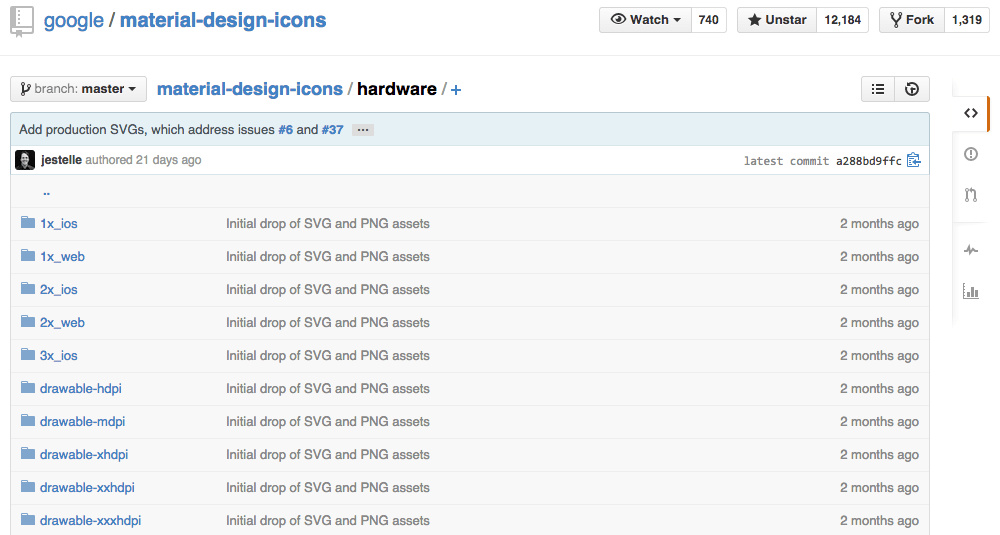 google / material-design-icons Watch 740 Unstar 12,184 Fork 1,319
branch: master material-design-icons / hardware / +
Add production SVGs, which address issues #6 and #37 ...
jestelle authored 21 days ago latest commit a288bd9ffc
..
1x_ios Initial drop of SVG and PNG assets 2 months ago
1x_web Initial drop of SVG and PNG assets 2 months ago
2x_ios Initial drop of SVG and PNG assets 2 months ago
2x_web Initial drop of SVG and PNG assets 2 months ago
3x_ios Initial drop of SVG and PNG assets 2 months ago
drawable-hdpi Initial drop of SVG and PNG assets 2 months ago
drawable-mdpi Initial drop of SVG and PNG assets 2 months ago
drawable-xhdpi Initial drop of SVG and PNG assets 2 months ago
drawable-xxhdpi Initial drop of SVG and PNG assets 2 months ago
drawable-xxxhdpi Initial drop of SVG and PNG assets 2 months ago